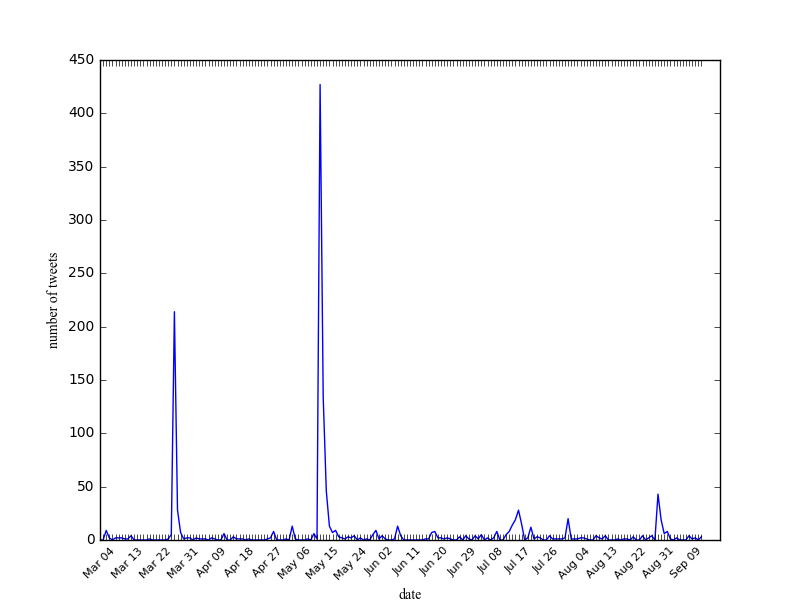 450
400
350
300
250
200
150
100
50
0
number of tweets
Mar 04
Mar 13
Mar 22
Mar 31
Apr 09
Apr 18
Apr 27
May 06
May 15
May 24
Jun 02
Jun 11
Jun 20
Jun 29
Jul 08
Jul 17
Jul 26
Aug 04
Aug 13
Aug 22
Aug 31
Sep 09
date